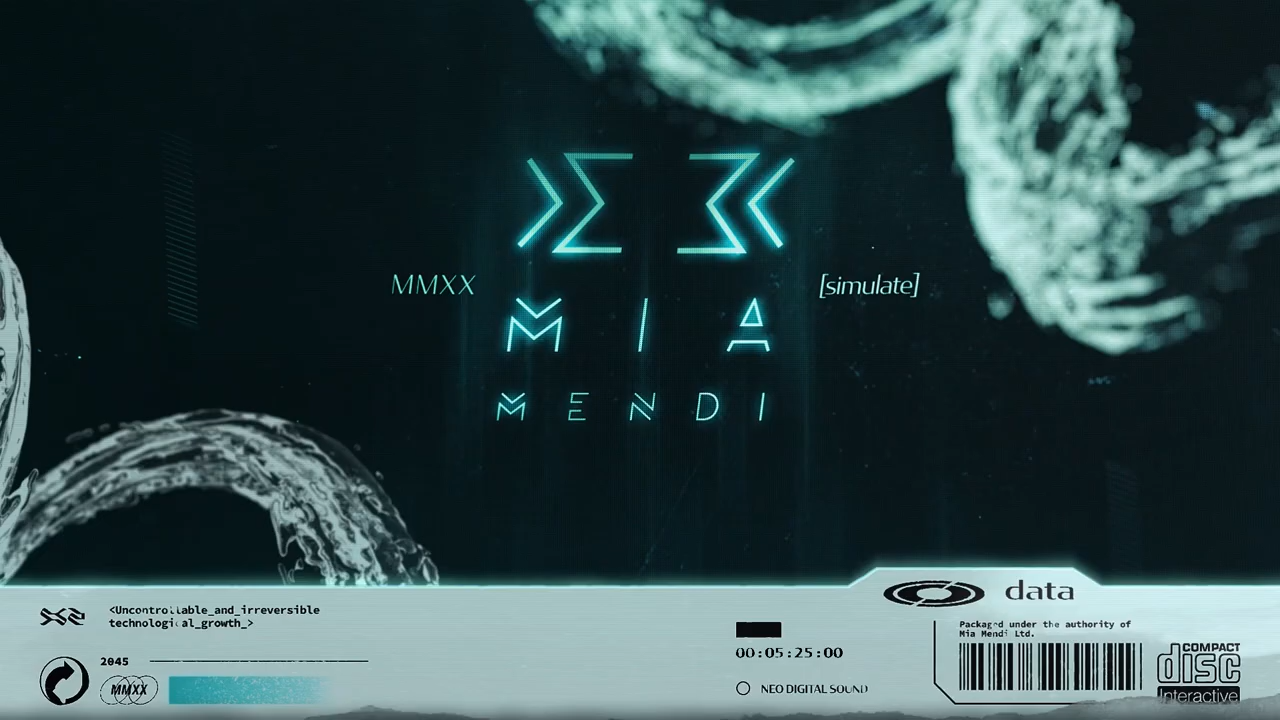 MMXX
[simulate]
MIA
MENDI
data
<Uncontrollable_and_irreversible
technological_growth_>
Packaged under the authority of
Mia Mendi Ltd.
00:05:25:00
2045
MMXX
NEO DIGITAL SOUND
COMPACT
disc
Interactive